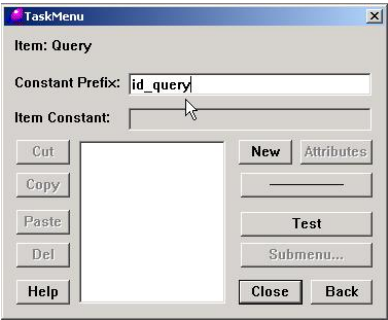 TaskMenu
Item: Query
Constant Prefix: id_query
Item Constant:
Cut
New Attributes
Copy
Paste
Test
Del
Submenu...
Help
Close Back